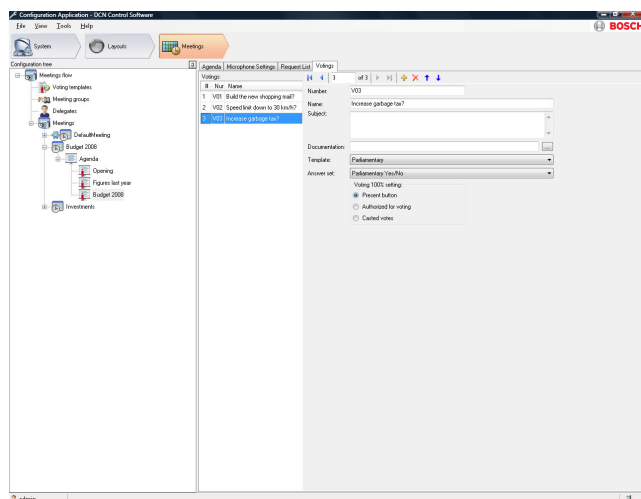 Configuration Application - DCN Control Software
File View Tools Help
BOSCH
System
Layouts
Meetings
Configuration tree
Agenda Microphone Settings Request List Votings
Meetings flow
Voting templates
Meeting groups
Delegates
Meetings
DefaultMeeting
Budget 2008
Agenda
Opening
Figures last year
Budget 2008
Investments
Votings:
# Nur Name
1 V01 Build the new shopping mail?
2 V02 Speed limit down to 30 km/h?
3 V03 Increase garbage tax?
3 of 3
Number: V03
Name: Increase garbage tax?
Subject:
Documentation: ...
Template: Parliamentary
Answer set: Parliamentary Yes/No
Voting 100% setting:
Present button
Authorized for voting
Casted votes
admin